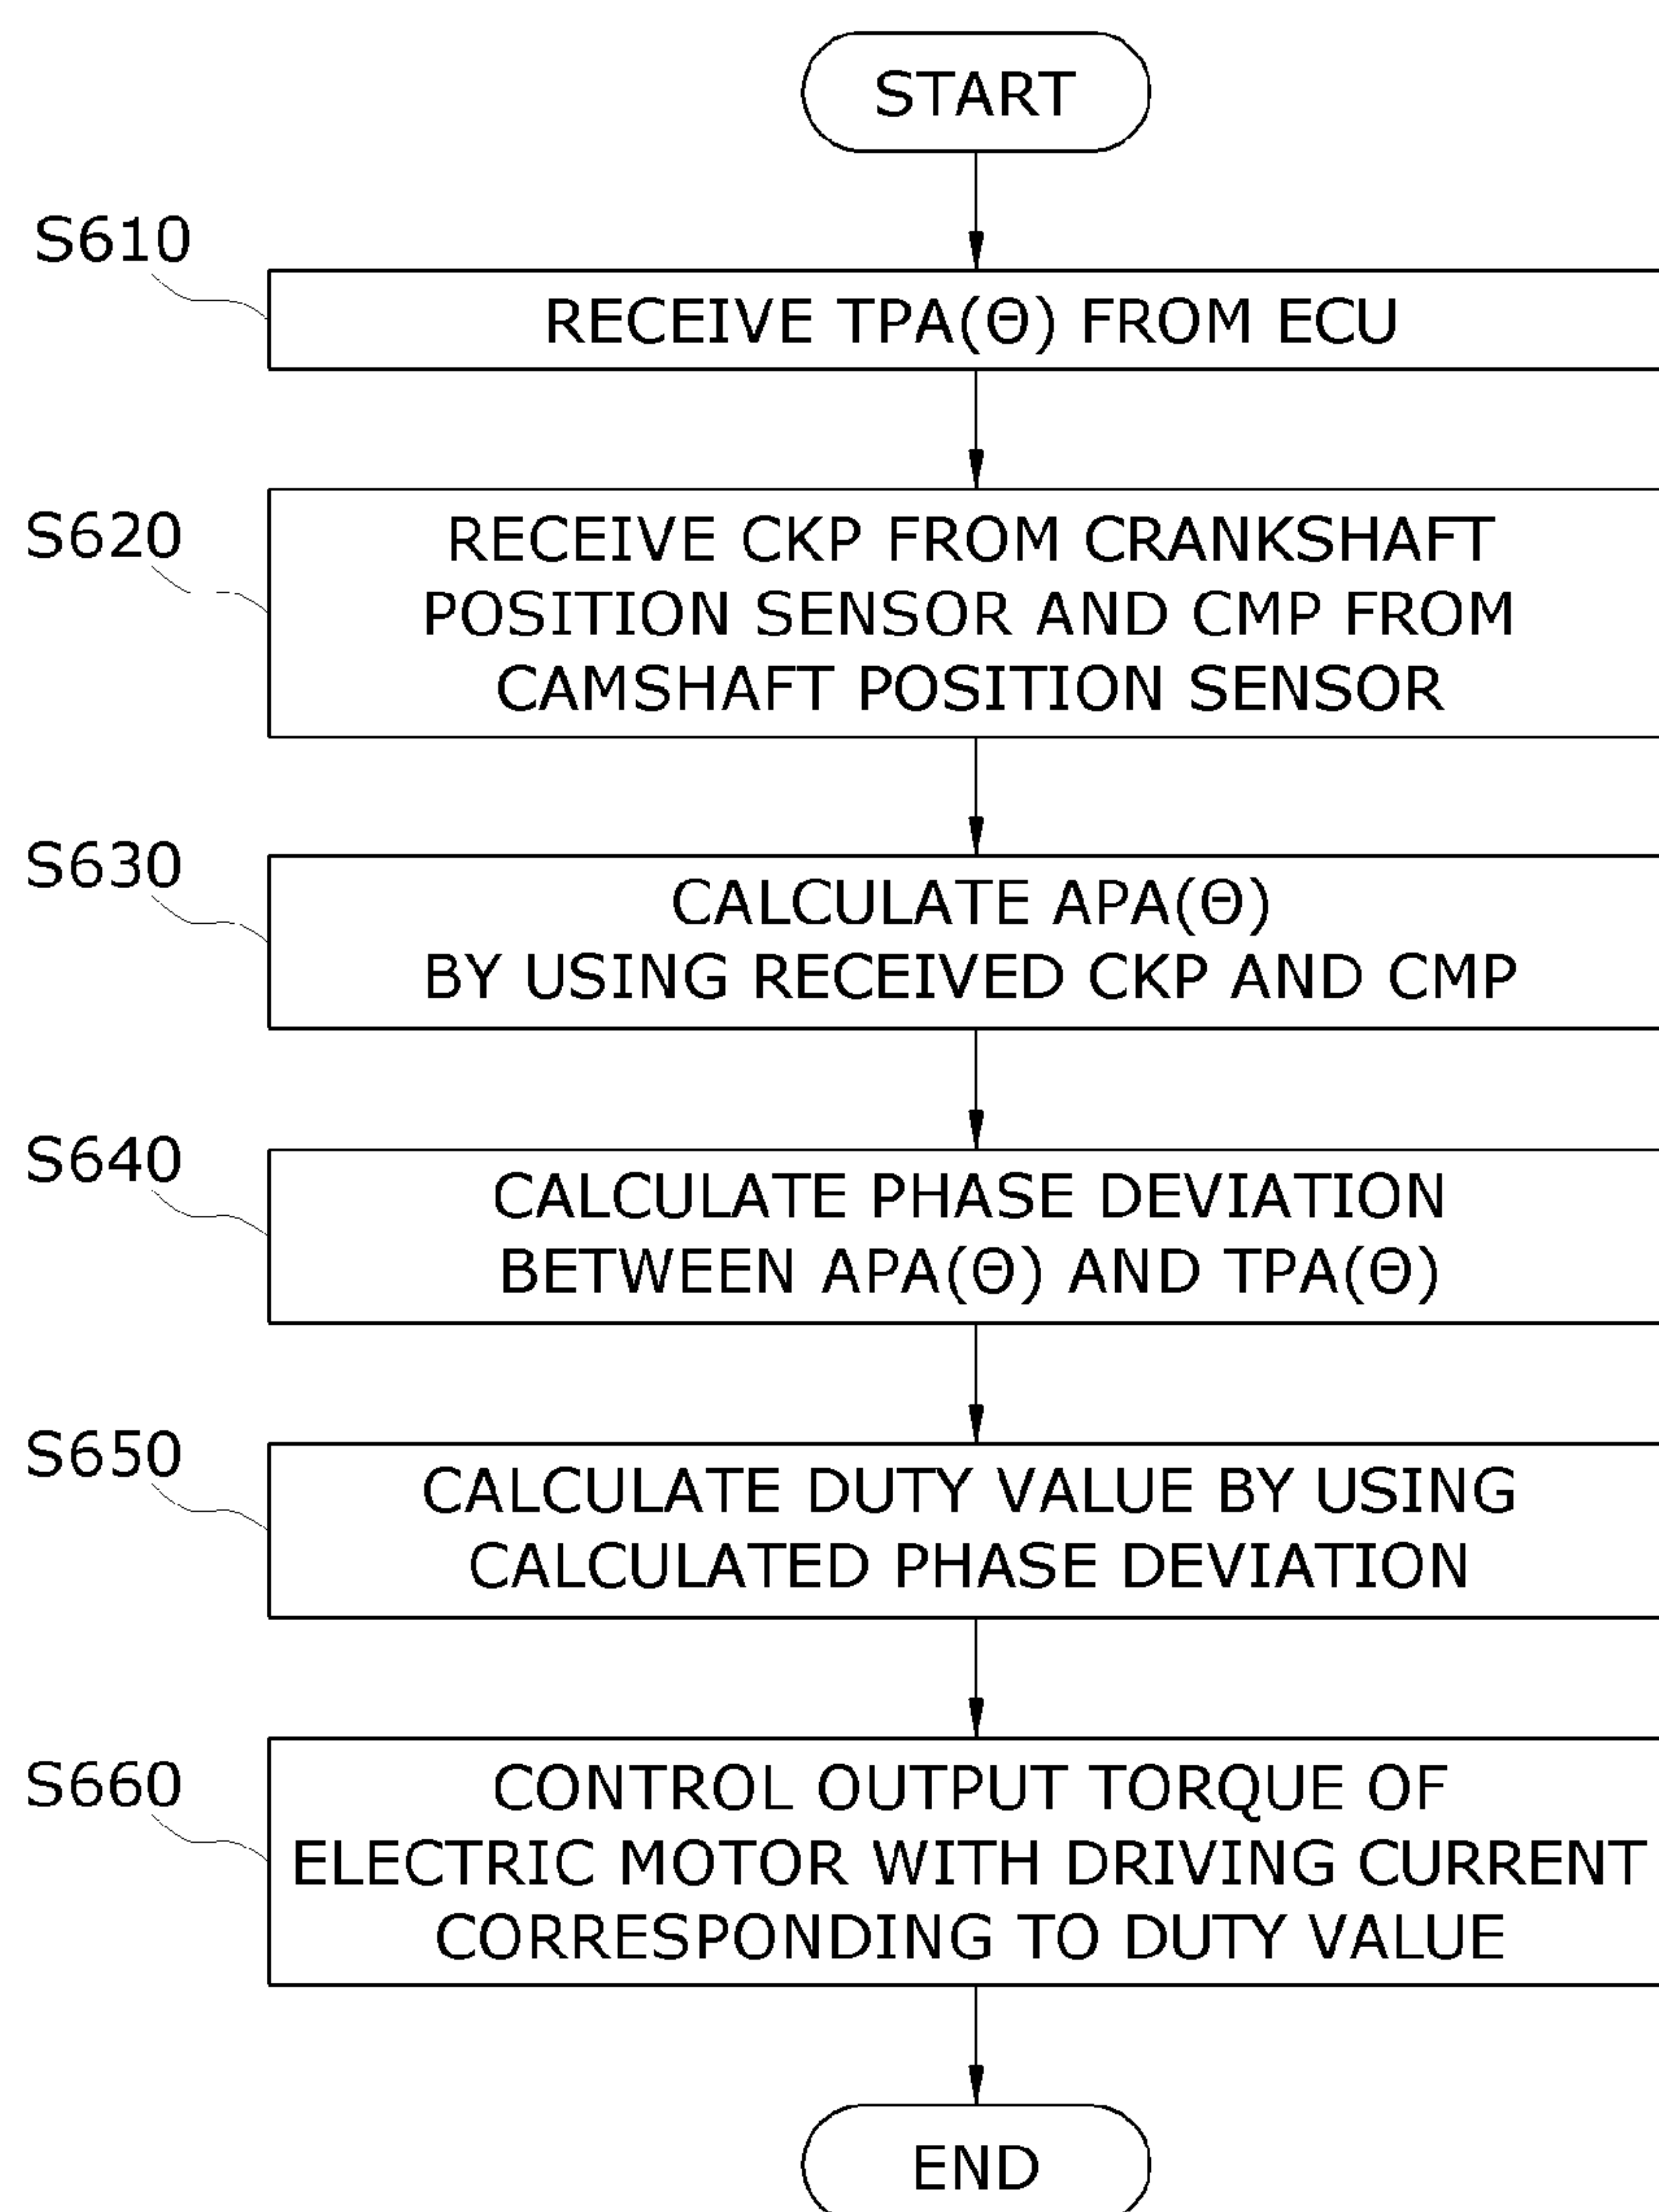 START
S610
RECEIVE TPA(Θ) FROM ECU
S620
RECEIVE CKP FROM CRANKSHAFT
POSITION SENSOR AND CMP FROM
CAMSHAFT POSITION SENSOR
S630
CALCULATE APA(Θ)
BY USING RECEIVED CKP AND CMP
S640
CALCULATE PHASE DEVIATION
BETWEEN APA(Θ) AND TPA(Θ)
S650
CALCULATE DUTY VALUE BY USING
CALCULATED PHASE DEVIATION
S660
CONTROL OUTPUT TORQUE OF
ELECTRIC MOTOR WITH DRIVING CURRENT
CORRESPONDING TO DUTY VALUE
END